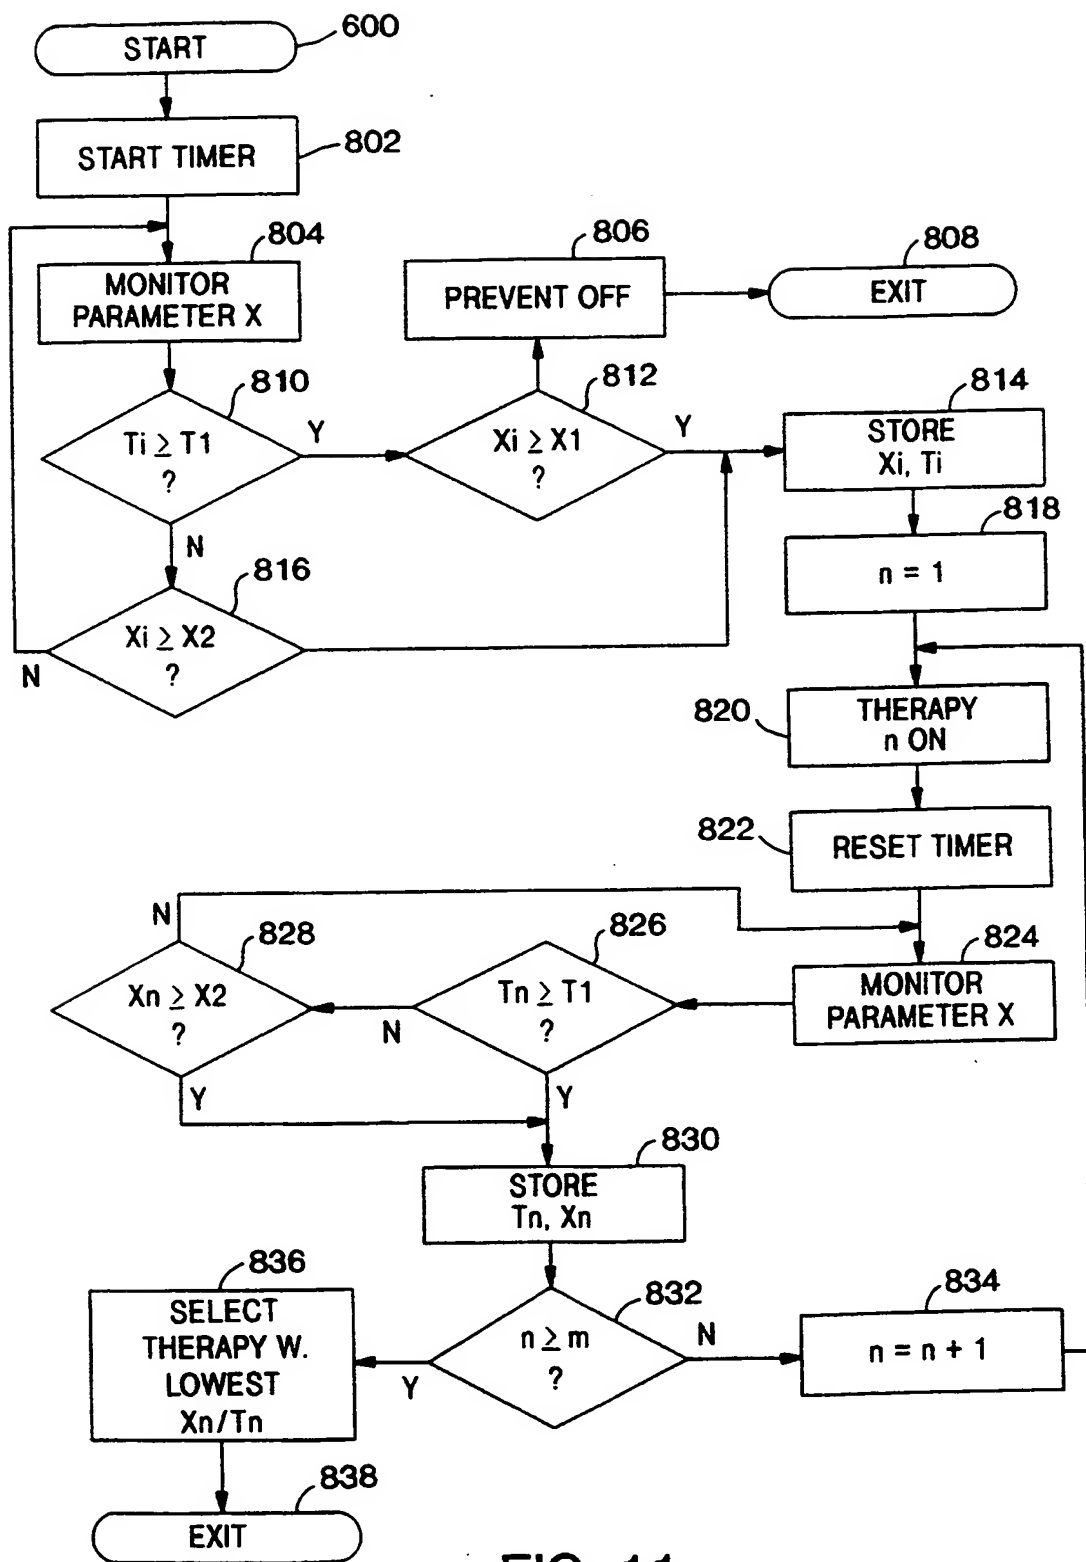 START
600
START TIMER
802
804
MONITOR
PARAMETER X
806
PREVENT OFF
808
EXIT
810
Ti ≥ T1
?
Y
N
812
Xi ≥ X1
?
Y
814
STORE
Xi, Ti
816
Xi ≥ X2
?
N
818
n = 1
820
THERAPY
n ON
822
RESET TIMER
824
MONITOR
PARAMETER X
826
Tn ≥ T1
?
N
Y
828
Xn ≥ X2
?
N
Y
830
STORE
Tn, Xn
832
n ≥ m
?
N
Y
834
n = n + 1
836
SELECT
THERAPY W.
LOWEST
Xn/Tn
838
EXIT
FIG. 11